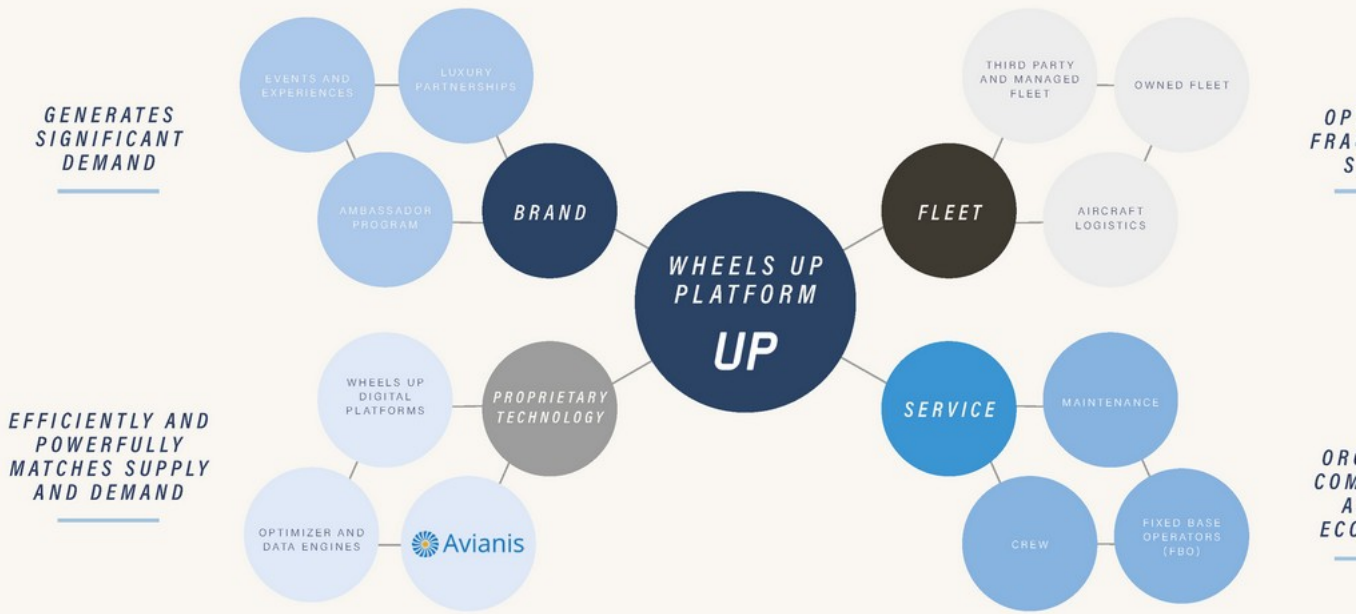 GENERATES
SIGNIFICANT
DEMAND
EVENTS AND
EXPERIENCES
LUXURY
PARTNERSHIPS
AMBASSADOR
PROGRAM
BRAND
THIRD PARTY
AND MANAGED
FLEET
OWNED FLEET
FLEET
AIRCRAFT
LOGISTICS
WHEELS UP
PLATFORM
UP
EFFICIENTLY AND
POWERFULLY
MATCHES SUPPLY
AND DEMAND
WHEELS UP
DIGITAL
PLATFORMS
PROPRIETARY
TECHNOLOGY
OPTIMIZER AND
DATA ENGINES
Avianis
SERVICE
MAINTENANCE
CREW
FIXED BASE
OPERATORS
(FBO)